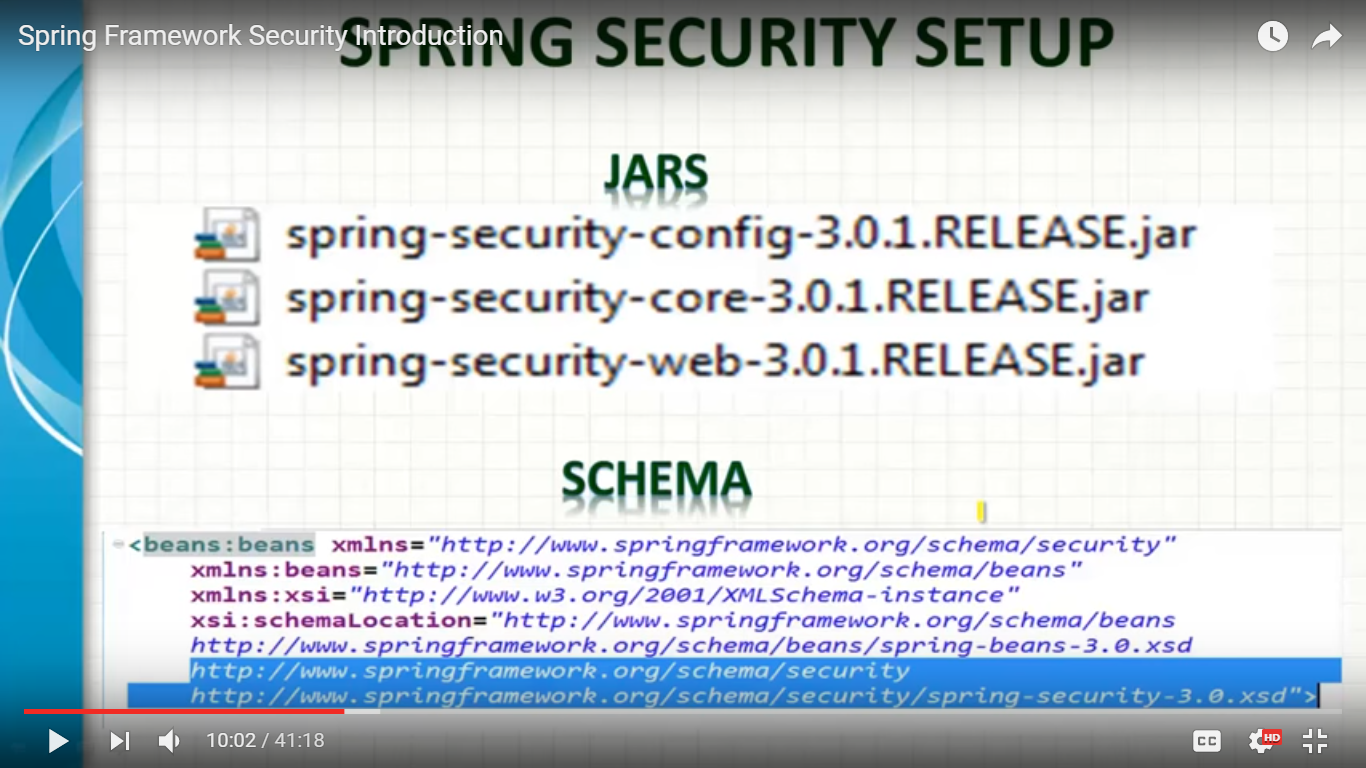 Spring Framework Security Introduction
SPRING SECURITY SETUP
JARS
spring-security-config-3.0.1.RELEASE.jar
spring-security-core-3.0.1.RELEASE.jar
spring-security-web-3.0.1.RELEASE.jar
SCHEMA
<beans:beans xmlns="http://www.springframework.org/schema/security"
xmlns:beans="http://www.springframework.org/schema/beans"
xmlns:xsi="http://www.w3.org/2001/XMLSchema-instance"
xsi:schemaLocation="http://www.springframework.org/schema/beans
http://www.springframework.org/schema/beans/spring-beans-3.0.xsd
http://www.springframework.org/schema/security
http://www.springframework.org/schema/security/spring-security-3.0.xsd">
10:02 / 41:18
CC
HD